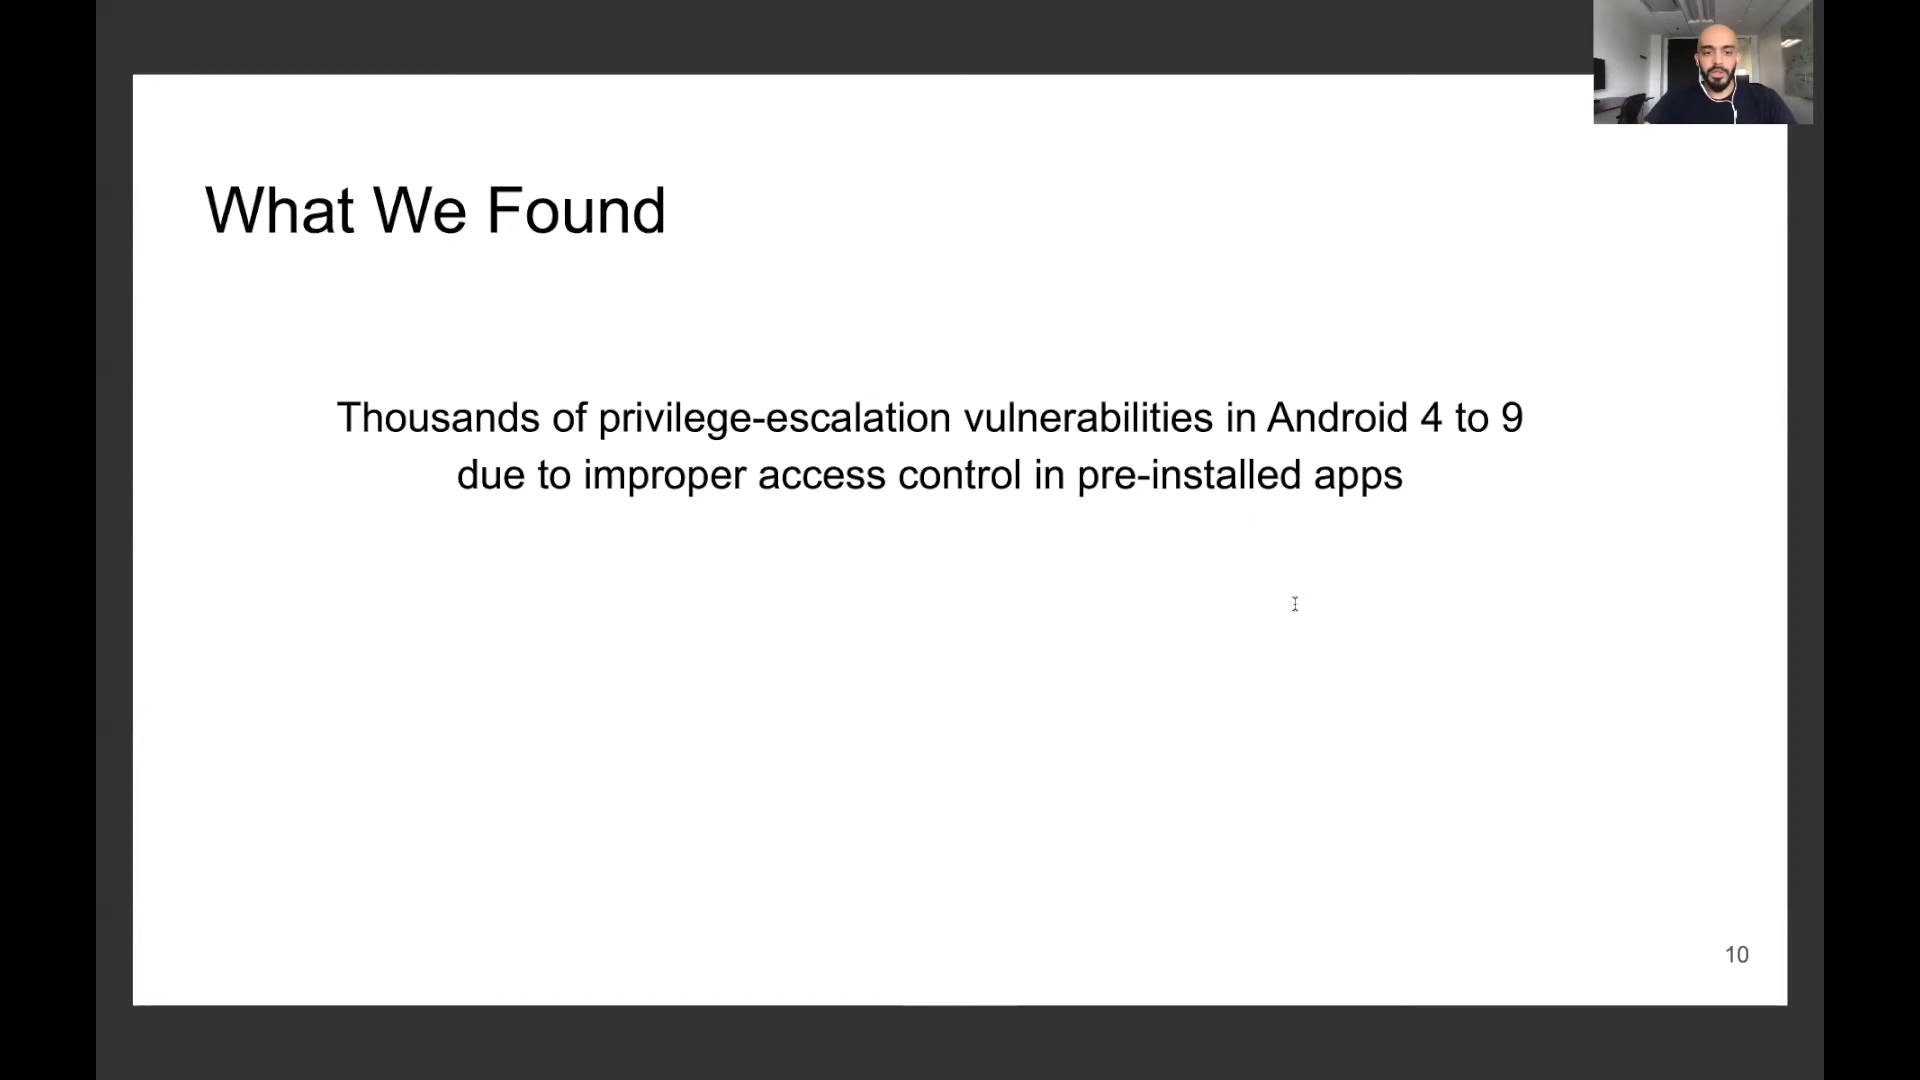 What We Found
Thousands of privilege-escalation vulnerabilities in Android 4 to 9
due to improper access control in pre-installed apps
10